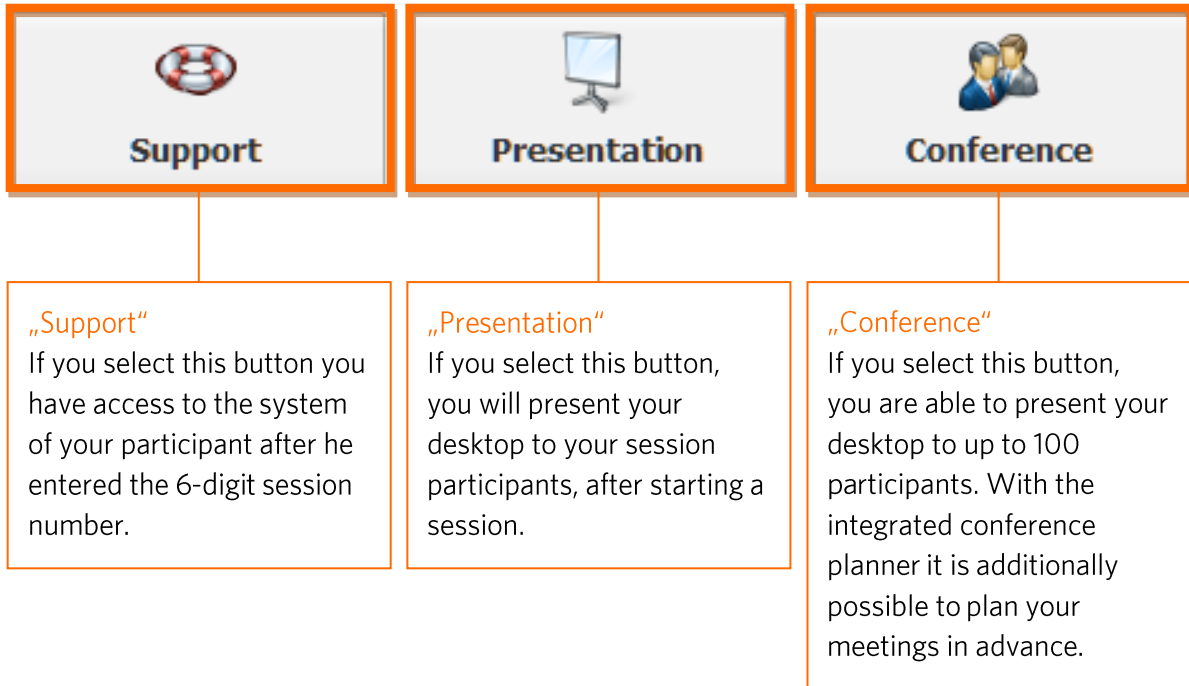 Support
Presentation
Conference
„Support“
If you select this button you
have access to the system
of your participant after he
entered the 6-digit session
number.
„Presentation“
If you select this button,
you will present your
desktop to your session
participants, after starting a
session.
„Conference“
If you select this button,
you are able to present your
desktop to up to 100
participants. With the
integrated conference
planner it is additionally
possible to plan your
meetings in advance.